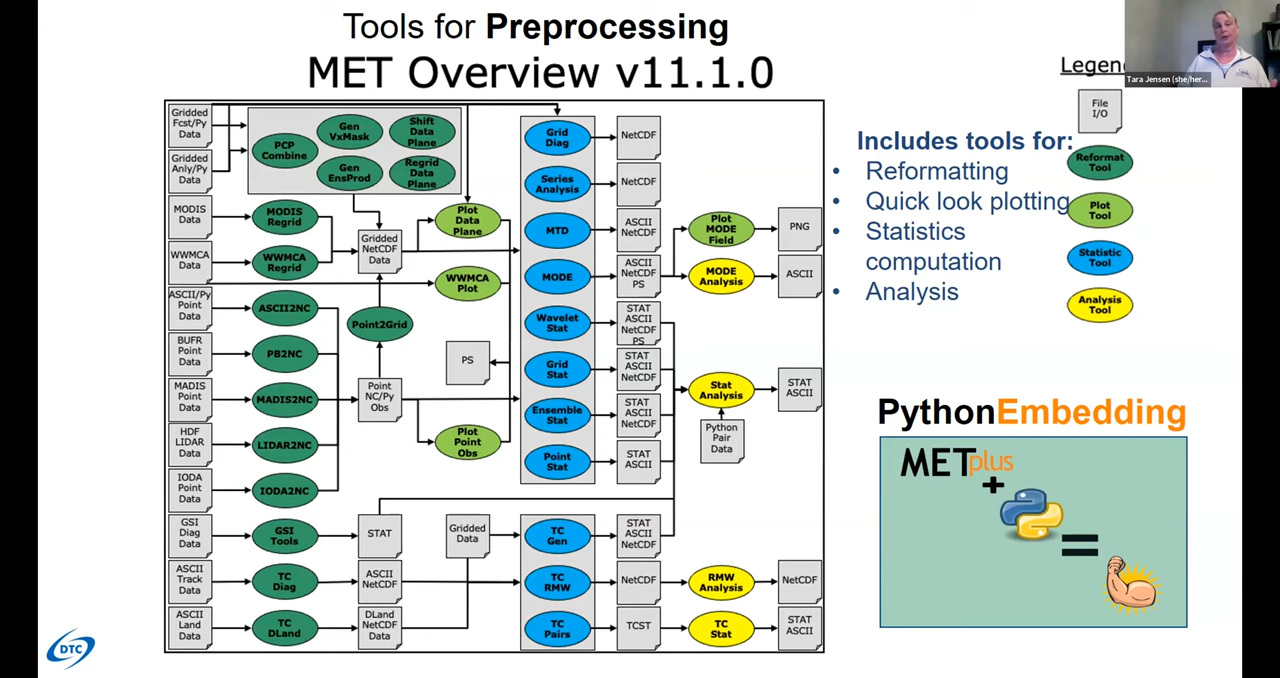 Tools for Preprocessing
MET Overview v11.1.0
Legen
Tara Jensen (she/her...
Gridded
Fcst/Py
Data
Gridded
Anly/Py
Data
MODIS
Data
WWMCA
Data
ASCII/Py
Point
Data
BUFR
Point
Data
MADIS
Point
Data
HDF
LIDAR
Data
IODA
Point
Data
GSI
Diag
Data
ASCII
Track
Data
ASCII
Land
Data
PCP
Combine
Gen
VxMask
Shift
Data
Plane
Gen
EnsProd
Regrid
Data
Plane
MODIS
Regrid
WWMCA
Regrid
ASCII2NC
PB2NC
MADIS2NC
LIDAR2NC
IODA2NC
GSI
Tools
TC
Diag
TC
DLand
Gridded
NetCDF
Data
Point2Grid
Point
NC/Py
Obs
STAT
ASCII
NetCDF
DLand
NetCDF
Data
Plot
Data
Plane
WWMCA
Plot
PS
Plot
Point
Obs
Gridded
Data
Grid
Diag
Series
Analysis
MTD
MODE
Wavelet
Stat
Grid
Stat
Ensemble
Stat
Point
Stat
TC
Gen
TC
RMW
TC
Pairs
NetCDF
NetCDF
ASCII
NetCDF
ASCII
NetCDF
PS
STAT
ASCII
NetCDF
PS
STAT
ASCII
NetCDF
STAT
ASCII
NetCDF
STAT
ASCII
STAT
ASCII
NetCDF
NetCDF
TCST
Plot
MODE
Field
MODE
Analysis
Stat
Analysis
Python
Pair
Data
RMW
Analysis
TC
Stat
PNG
ASCII
STAT
ASCII
NetCDF
STAT
ASCII
Includes tools for:
• Reformatting
• Quick look plotting
• Statistics
computation
• Analysis
File
I/O
Reformat
Tool
Plot
Tool
Statistic
Tool
Analysis
Tool
PythonEmbedding
METplus
+
=
DTC